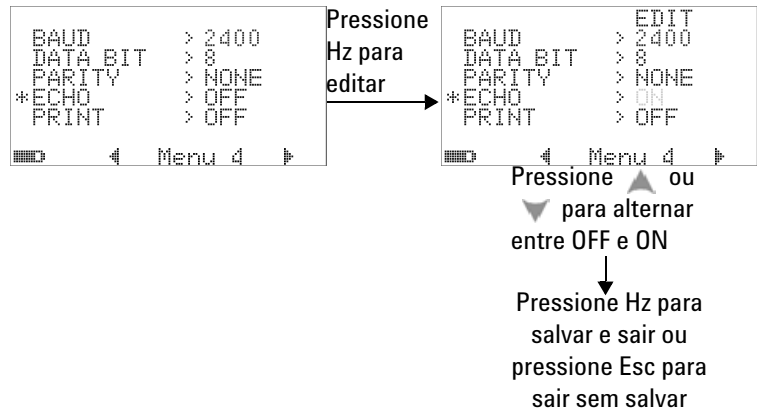 BAUD > 2400
DATA BIT > 8
PARITY > NONE
*ECHO > OFF
PRINT > OFF
Menu 4
Pressione
Hz para
editar
EDIT
BAUD > 2400
DATA BIT > 8
PARITY > NONE
*ECHO > ON
PRINT > OFF
Menu 4
Pressione ou
para alternar
entre OFF e ON
Pressione Hz para
salvar e sair ou
pressione Esc para
sair sem salvar